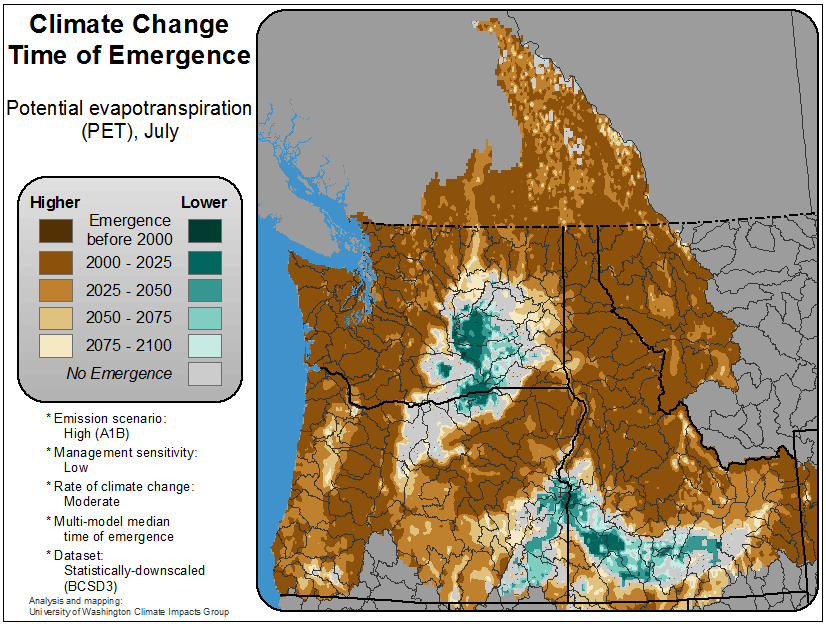 Climate Change
Time of Emergence
Potential evapotranspiration
(PET), July
Higher Lower
Emergence
before 2000
2000 - 2025
2025 - 2050
2050 - 2075
2075 - 2100
No Emergence
* Emission scenario:
High (A1B)
* Management sensitivity:
Low
* Rate of climate change:
Moderate
* Multi-model median
time of emergence
* Dataset:
Statistically-downscaled
(BCSD3)
Analysis and mapping:
University of Washington Climate Impacts Group